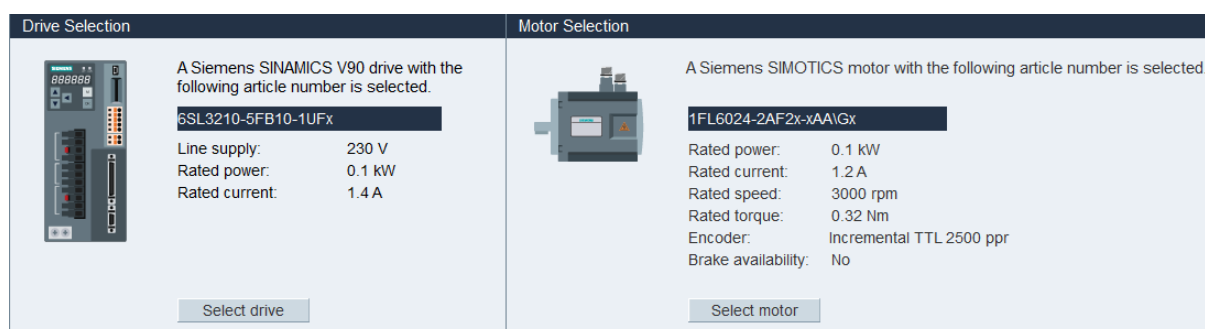 Drive Selection
A Siemens SINAMICS V90 drive with the
following article number is selected.
6SL3210-5FB10-1UFx
Line supply: 230 V
Rated power: 0.1 kW
Rated current: 1.4 A
Select drive
Motor Selection
A Siemens SIMOTICS motor with the following article number is selected.
1FL6024-2AF2x-xAA\Gx
Rated power: 0.1 kW
Rated current: 1.2 A
Rated speed: 3000 rpm
Rated torque: 0.32 Nm
Encoder: Incremental TTL 2500 ppr
Brake availability: No
Select motor